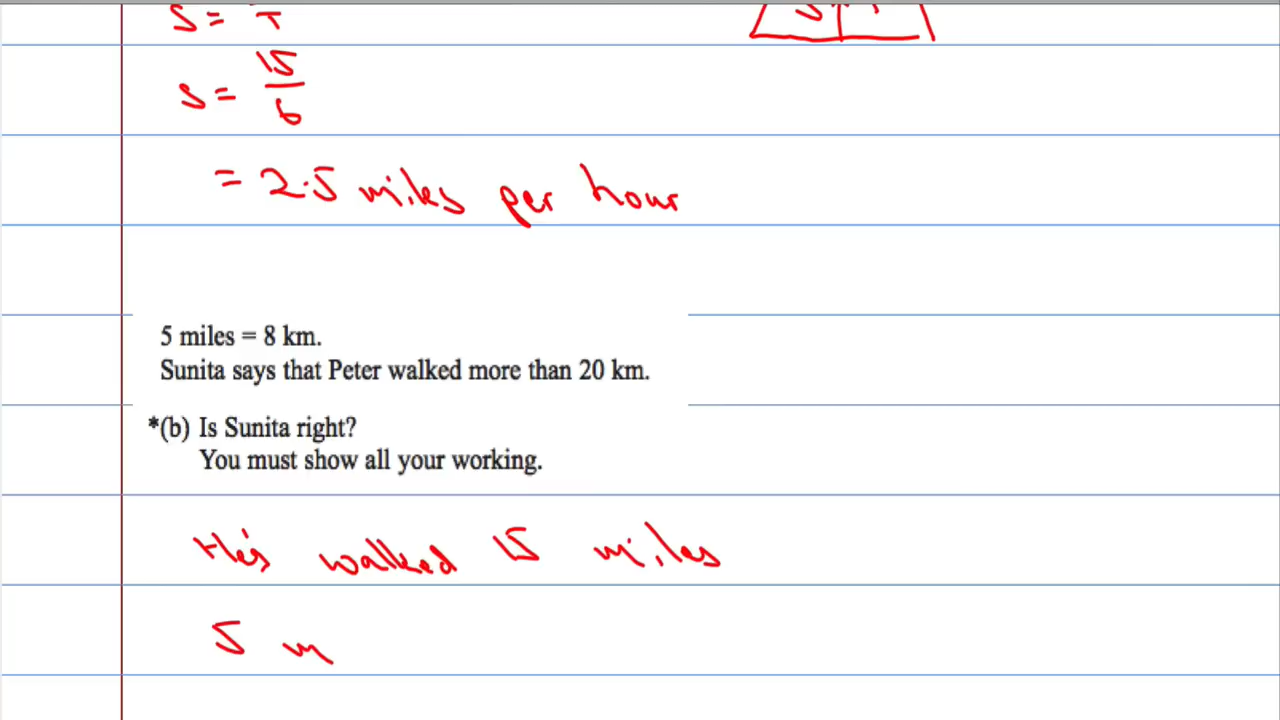 S =
T
S = 15
6
= 2.5 miles per hour
5 miles = 8 km.
Sunita says that Peter walked more than 20 km.
*(b) Is Sunita right?
You must show all your working.
He's walked 15 miles
5 m